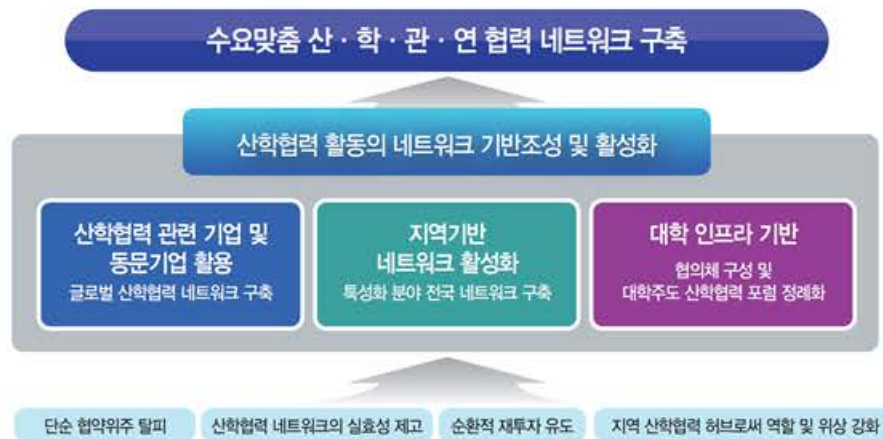 수요맞춤 산 · 학 · 관 · 연 협력 네트워크 구축
산학협력 활동의 네트워크 기반조성 및 활성화
산학협력 관련 기업 및
동문기업 활용
글로벌 산학협력 네트워크 구축
지역기반
네트워크 활성화
특성화 분야 전국 네트워크 구축
대학 인프라 기반
협의체 구성 및
대학주도 산학협력 포럼 정례화
단순 협약위주 탈피
산학협력 네트워크의 실효성 제고
순환적 재투자 유도
지역 산학협력 허브로써 역할 및 위상 강화